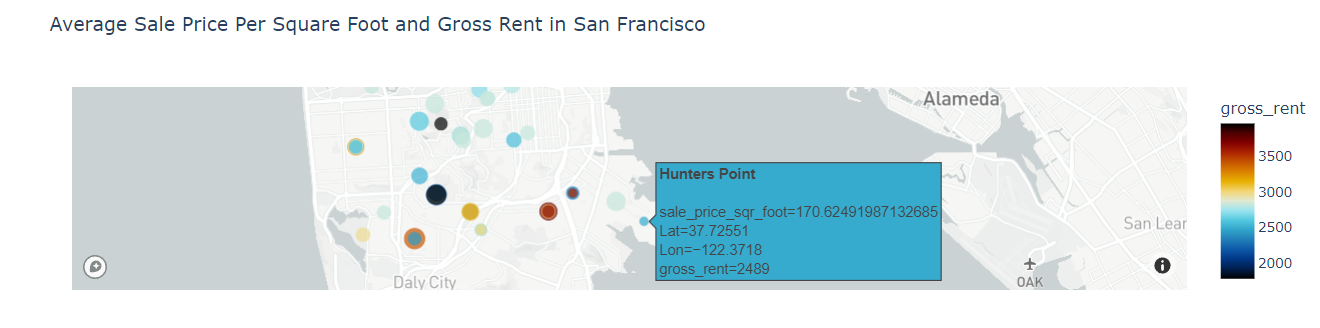 Average Sale Price Per Square Foot and Gross Rent in San Francisco
Alameda
gross_rent
3500
3000
2500
2000
Hunters Point
sale_price_sqr_foot=170.62491987132685
Lat=37.72551
Lon=−122.3718
gross_rent=2489
San Lear
Daly City
OAK